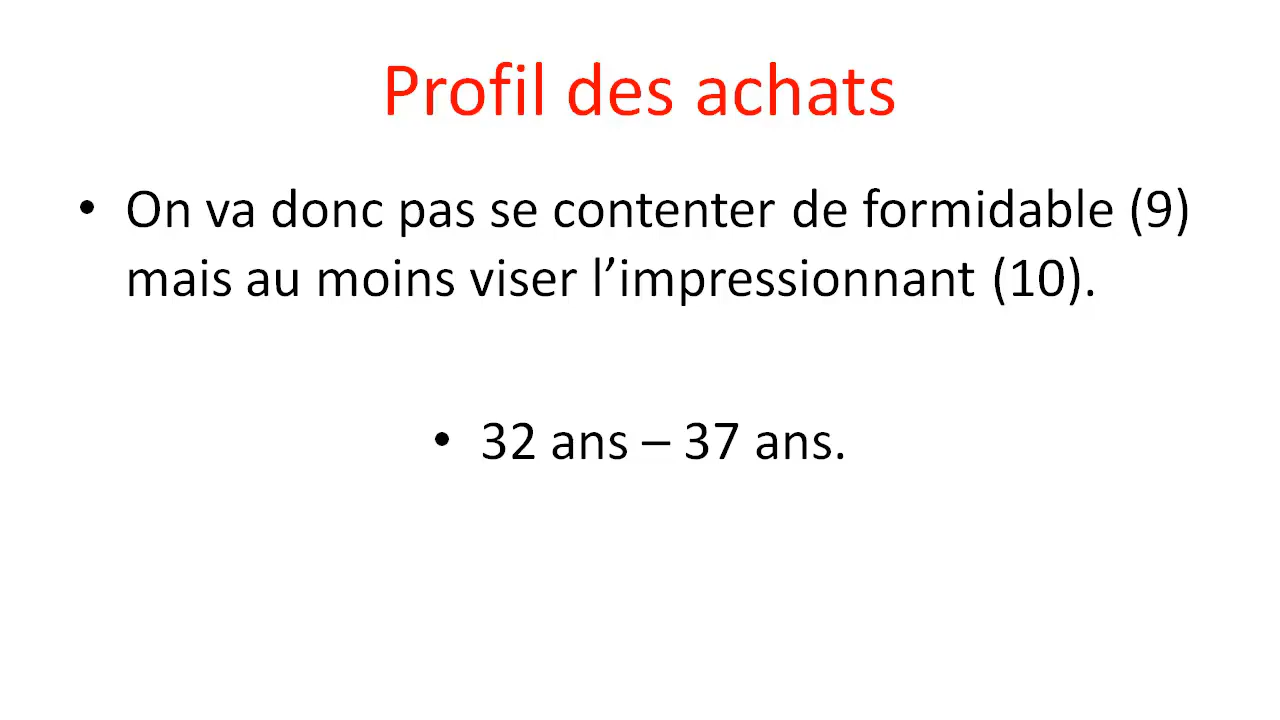 Profil des achats
• On va donc pas se contenter de formidable (9)
mais au moins viser l’impressionnant (10).
• 32 ans – 37 ans.